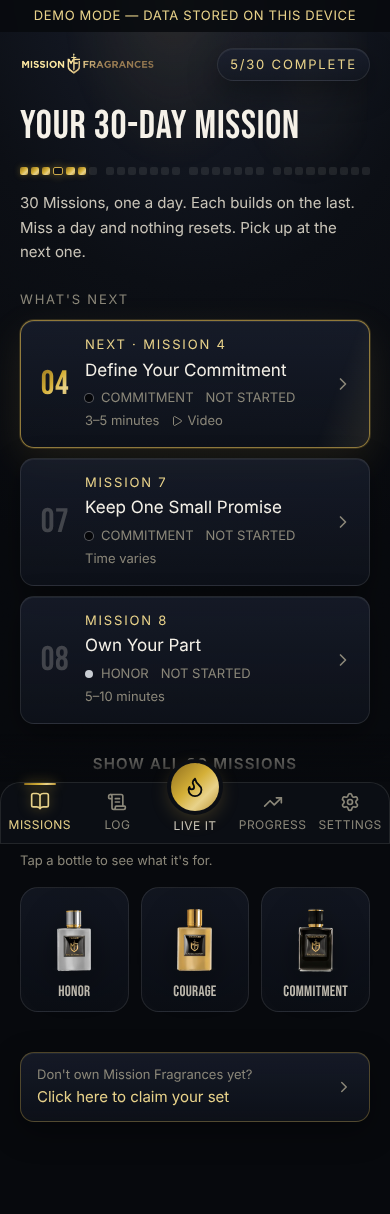 DEMO MODE — DATA STORED ON THIS DEVICE
MISSION FRAGRANCES
5/30 COMPLETE
YOUR 30-DAY MISSION
30 Missions, one a day. Each builds on the last.
Miss a day and nothing resets. Pick up at the
next one.
WHAT'S NEXT
NEXT · MISSION 4
04
Define Your Commitment
COMMITMENT NOT STARTED
3–5 minutes Video
MISSION 7
07
Keep One Small Promise
COMMITMENT NOT STARTED
Time varies
MISSION 8
08
Own Your Part
HONOR NOT STARTED
5–10 minutes
SHOW ALL MISSIONS
MISSIONS
LOG
LIVE IT
PROGRESS
SETTINGS
Tap a bottle to see what it's for.
HONOR
COURAGE
COMMITMENT
Don't own Mission Fragrances yet?
Click here to claim your set